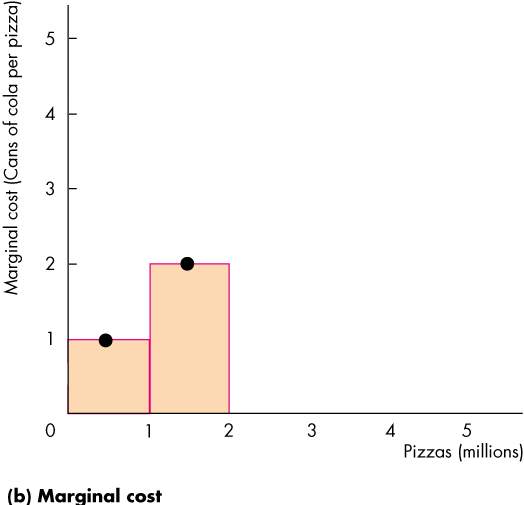 Marginal cost (Cans of cola per pizza)
5
4
3
2
1
0 1 2 3 4 5
Pizzas (millions)
(b) Marginal cost